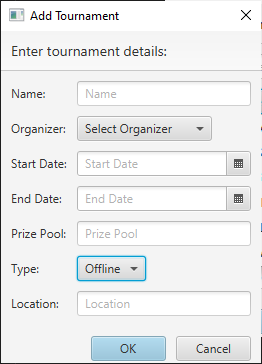 Add Tournament
Enter tournament details:
Name: Name
Organizer: Select Organizer
Start Date: Start Date
End Date: End Date
Prize Pool: Prize Pool
Type: Offline
Location: Location
OK Cancel